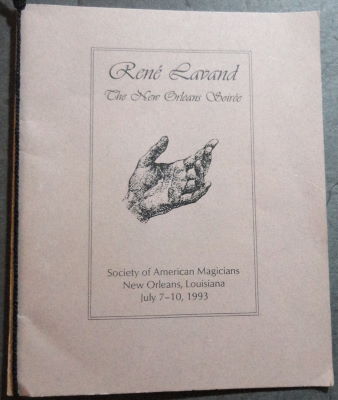 René Lavand
The New Orleans Soirée
Society of American Magicians
New Orleans, Louisiana
July 7–10, 1993